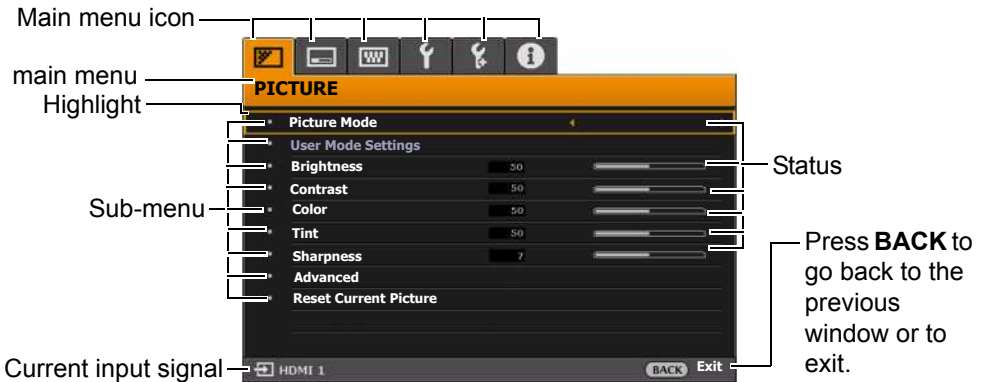 Main menu icon
main menu
PICTURE
Highlight
Picture Mode
User Mode Settings
Brightness 50
Status
Contrast 50
Sub-menu
Color 50
Tint 50
Sharpness 7
Advanced
Reset Current Picture
Press BACK to
go back to the
previous
window or to
exit.
Current input signal
HDMI 1
BACK Exit